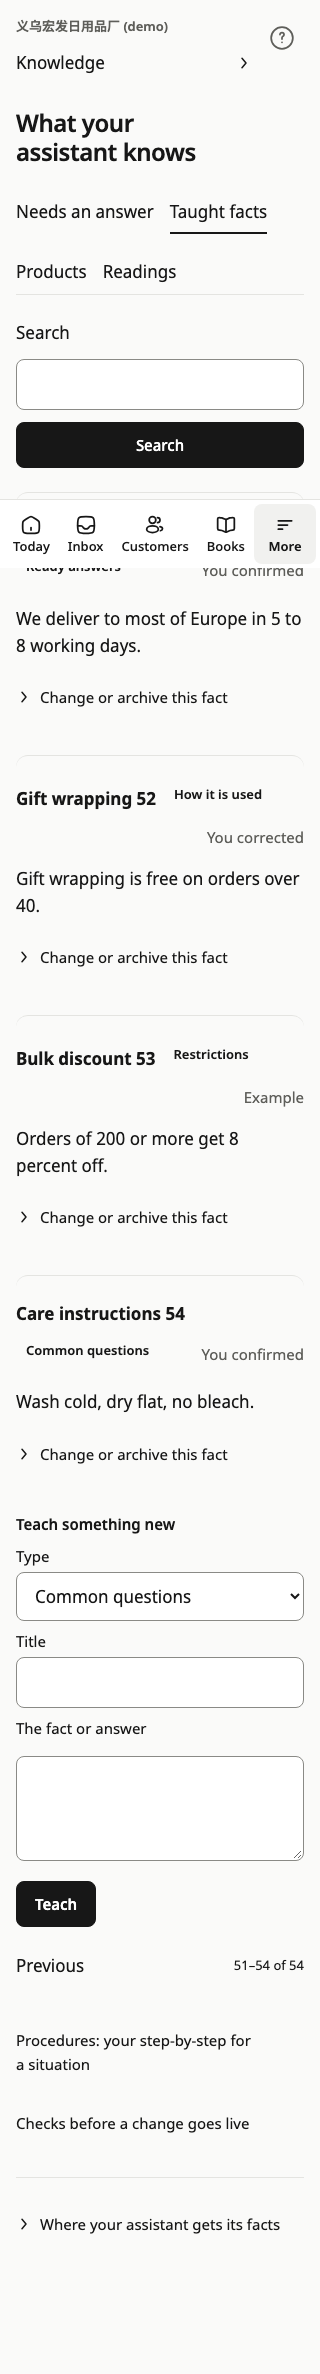 义乌宏发日用品厂 (demo)
Knowledge
What your
assistant knows
Needs an answer Taught facts
Products Readings
Search
Search
Today Inbox Customers Books More
Ready answers You confirmed
We deliver to most of Europe in 5 to
8 working days.
Change or archive this fact
Gift wrapping 52 How it is used
You corrected
Gift wrapping is free on orders over
40.
Change or archive this fact
Bulk discount 53 Restrictions
Example
Orders of 200 or more get 8
percent off.
Change or archive this fact
Care instructions 54
Common questions You confirmed
Wash cold, dry flat, no bleach.
Change or archive this fact
Teach something new
Type
Common questions
Title
The fact or answer
Teach
Previous 51–54 of 54
Procedures: your step-by-step for
a situation
Checks before a change goes live
Where your assistant gets its facts